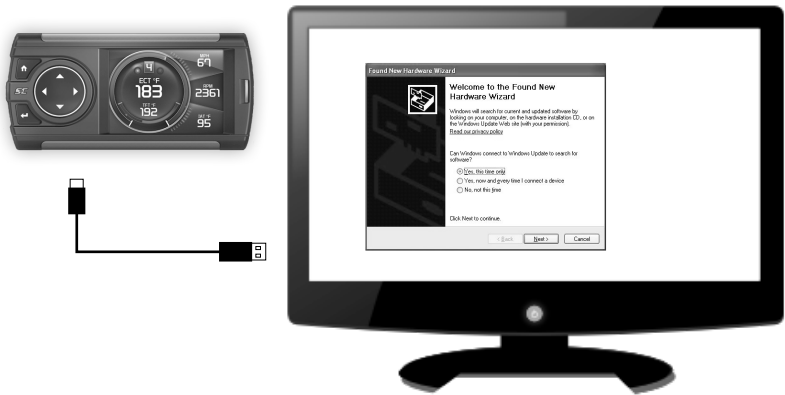 4
ECT °F
183
TFT °F
192
MPH
67
RPM
2361
IAT °F
95
Found New Hardware Wizard
Welcome to the Found New
Hardware Wizard
Windows will search for current and updated software by
looking on your computer, on the hardware installation CD, or on
the Windows Update Web site (with your permission).
Read our privacy policy
Can Windows connect to Windows Update to search for
software?
Yes, this time only
Yes, now and every time I connect a device
No, not this time
Click Next to continue.
< Back
Next >
Cancel